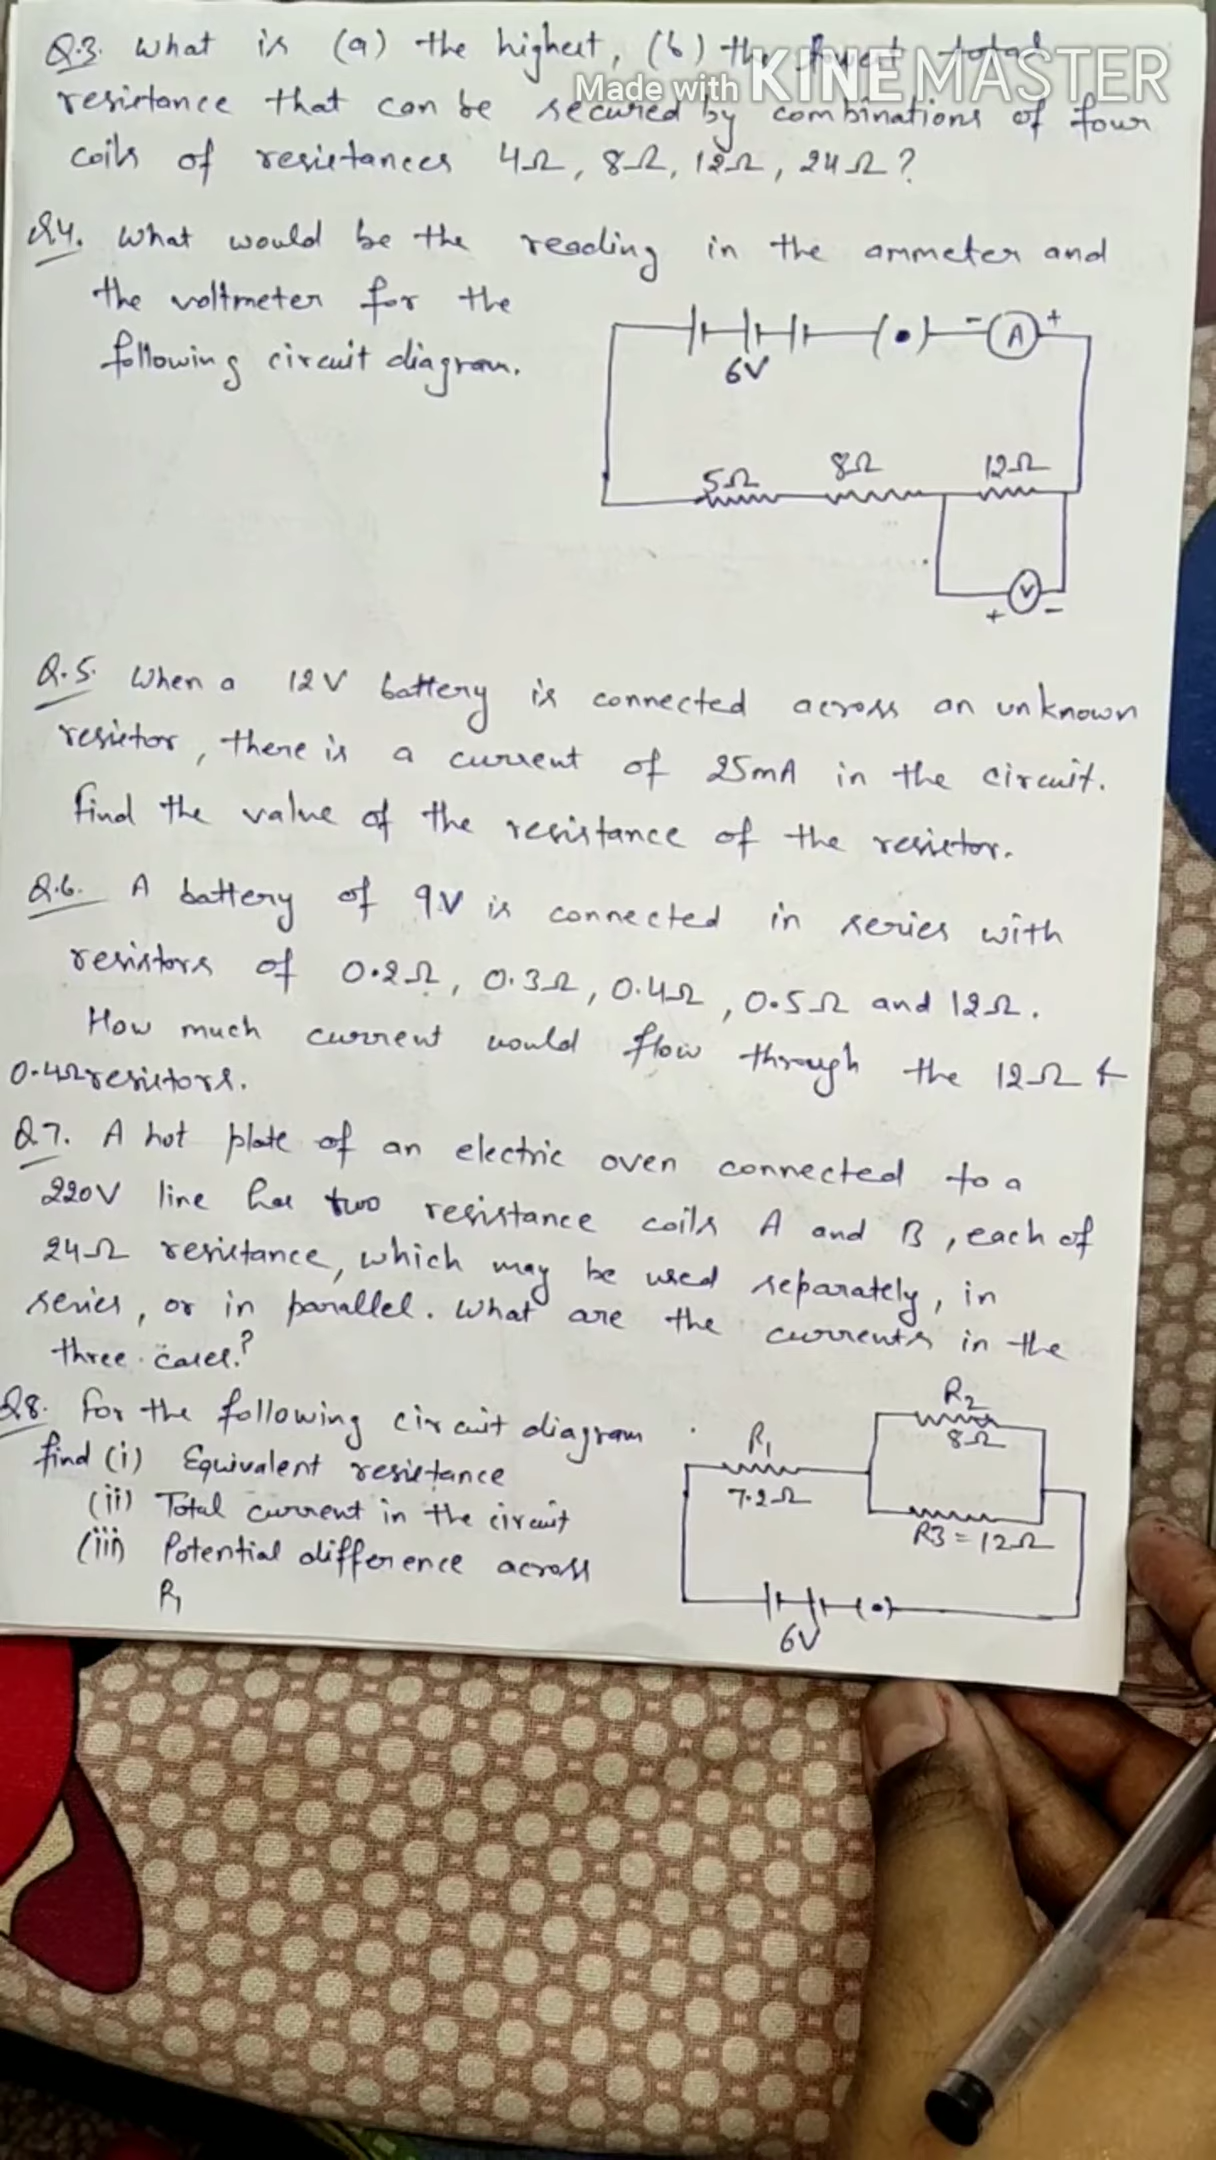 Q.3. What is (a) the highest, (b) the lowest total
Made with KINEMASTER
resistance that can be secured by combinations of four
coils of resistances 4Ω, 8Ω, 12Ω, 24Ω?
Q4. What would be the reading in the ammeter and
the voltmeter for the
following circuit diagram.
- A +
6V
5Ω 8Ω 12Ω
+ V -
Q.5. When a 12V battery is connected across an unknown
resistor, there is a current of 25mA in the circuit.
find the value of the resistance of the resistor.
Q.6. A battery of 9V is connected in series with
resistors of 0.2Ω, 0.3Ω, 0.4Ω, 0.5Ω and 12Ω.
How much current would flow through the 12Ω &
0.4Ω resistors.
Q7. A hot plate of an electric oven connected to a
220V line has two resistance coils A and B, each of
24Ω resistance, which may be used separately, in
series, or in parallel. What are the currents in the
three cases.?
Q8. for the following circuit diagram
find (i) Equivalent resistance
(ii) Total current in the circuit
(iii) Potential difference across
R1
R2
8Ω
R1
7.2Ω
R3 = 12Ω
6V